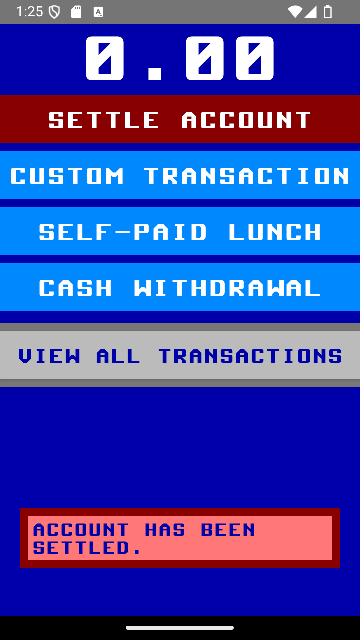 1:25
0.00
SETTLE ACCOUNT
CUSTOM TRANSACTION
SELF-PAID LUNCH
CASH WITHDRAWAL
VIEW ALL TRANSACTIONS
ACCOUNT HAS BEEN
SETTLED.